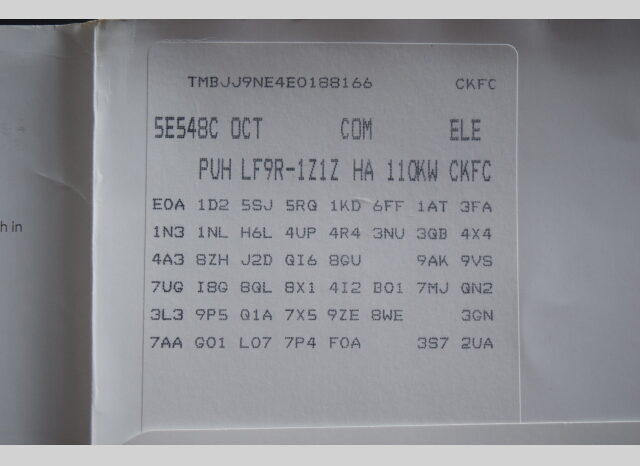 TMBJJ9NE4E0188166 CKFC
5E548C OCT COM ELE
PUH LF9R-1Z1Z HA 110KW CKFC
E0A 1D2 5SJ 5RQ 1KD 6FF 1AT 3FA
1N3 1NL H6L 4UP 4R4 3NU 3QB 4X4
4A3 8ZH J2D QI6 8GU 9AK 9VS
7UG I8G 8QL 8X1 4I2 B01 7MJ QN2
3L3 9P5 Q1A 7X5 9ZE 8WE 3GN
7AA G01 L07 7P4 F0A 3S7 2UA
h in